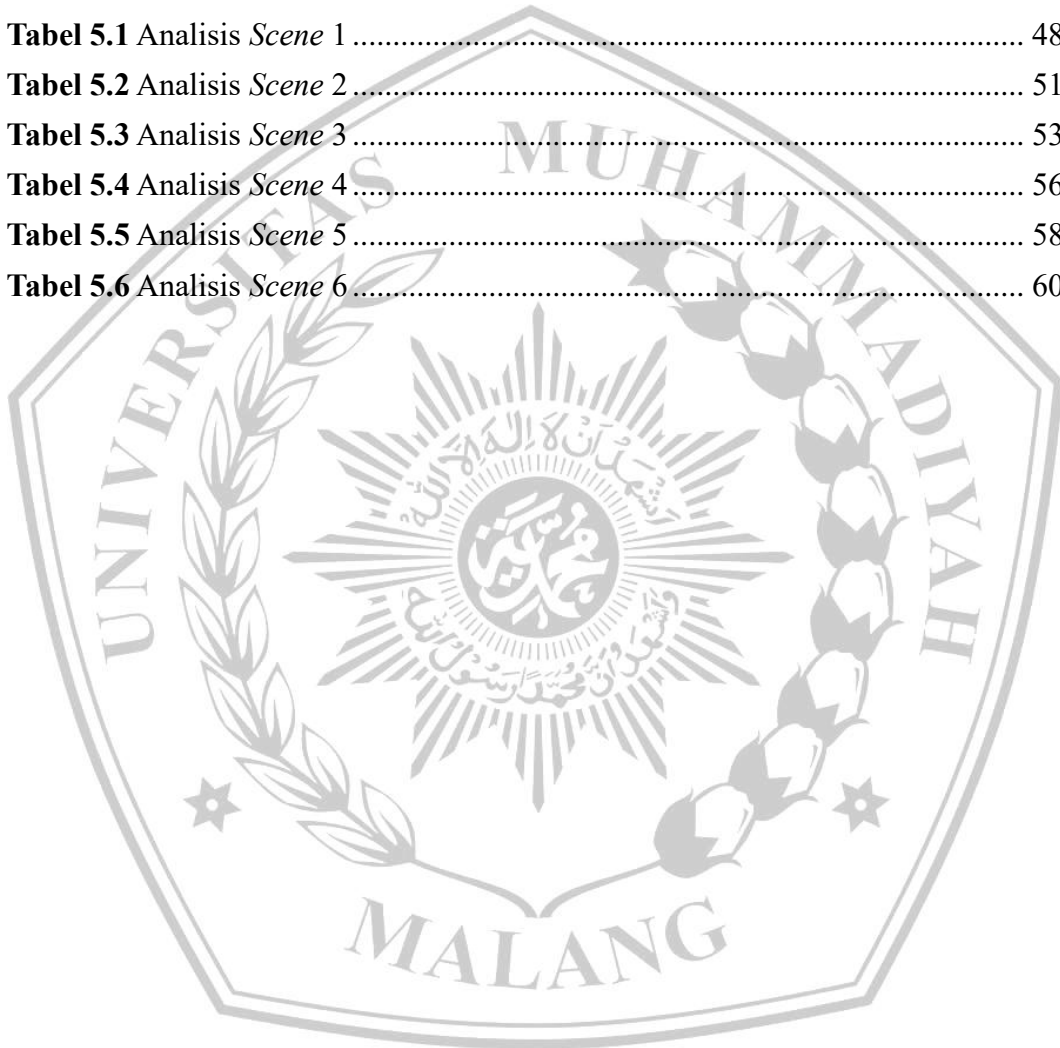 Tabel 5.1 Analisis Scene 1........................................................................................ 48
Tabel 5.2 Analisis Scene 2........................................................................................ 51
Tabel 5.3 Analisis Scene 3........................................................................................ 53
Tabel 5.4 Analisis Scene 4........................................................................................ 56
Tabel 5.5 Analisis Scene 5........................................................................................ 58
Tabel 5.6 Analisis Scene 6........................................................................................ 60
UNIVERSITAS MUHAMMADIYAH
MALANG